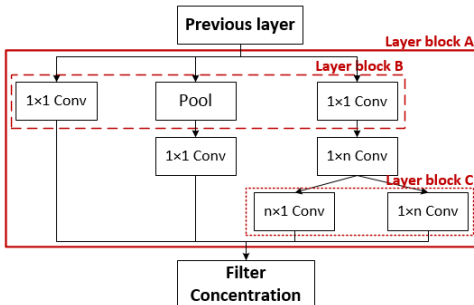 Previous layer
Layer block A
Layer block B
1×1 Conv
Pool
1×1 Conv
1×1 Conv
1×n Conv
Layer block C
n×1 Conv
1×n Conv
Filter
Concentration